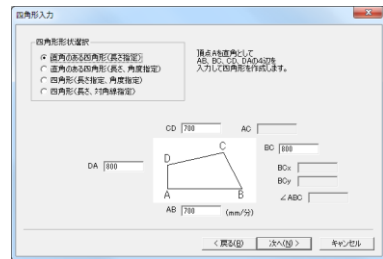 四角形入力
四角形形状選択
直角のある四角形(長さ指定)
直角のある四角形(長さ、角度指定)
四角形(長さ指定、角度指定)
四角形(長さ、対角線指定)
頂点Aを直角として
AB、BC、CD、DAの4辺を
入力して四角形を作成します。
CD 700 AC
DA 800
BC 800
D C
A B
BCx
BCy
∠ABC
AB 700 (mm/分)
< 戻る(B) 次へ(N) > キャンセル